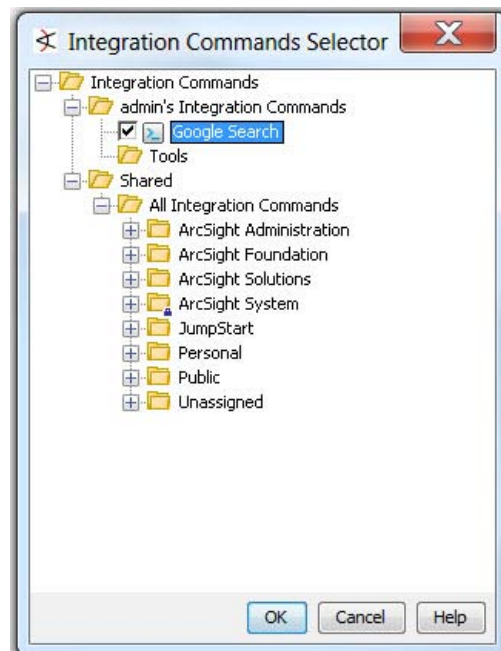 Integration Commands Selector
Integration Commands
admin's Integration Commands
Google Search
Tools
Shared
All Integration Commands
ArcSight Administration
ArcSight Foundation
ArcSight Solutions
ArcSight System
JumpStart
Personal
Public
Unassigned
OK Cancel Help